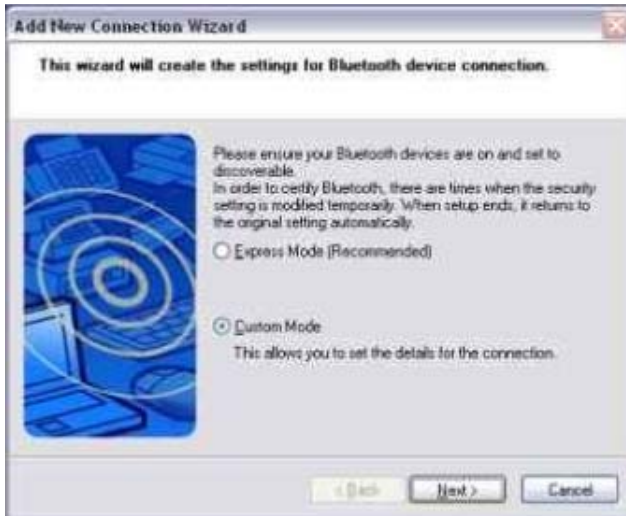 Add New Connection Wizard
This wizard will create the settings for Bluetooth device connection.
Please ensure your Bluetooth devices are on and set to
discoverable.
In order to certify Bluetooth, there are times when the security
setting is modified temporarily. When setup ends, it returns to
the original setting automatically.
Express Mode (Recommended)
Custom Mode
This allows you to set the details for the connection.
< Back
Next >
Cancel